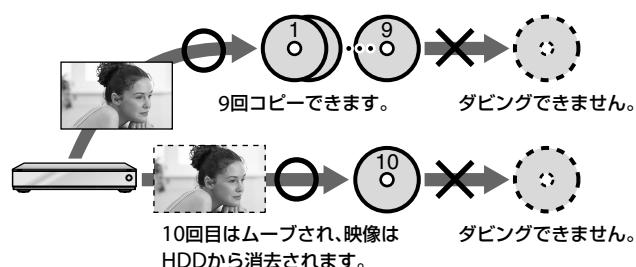 1
9
9回コピーできます。
ダビングできません。
10
10回目はムーブされ、映像は
HDDから消去されます。
ダビングできません。